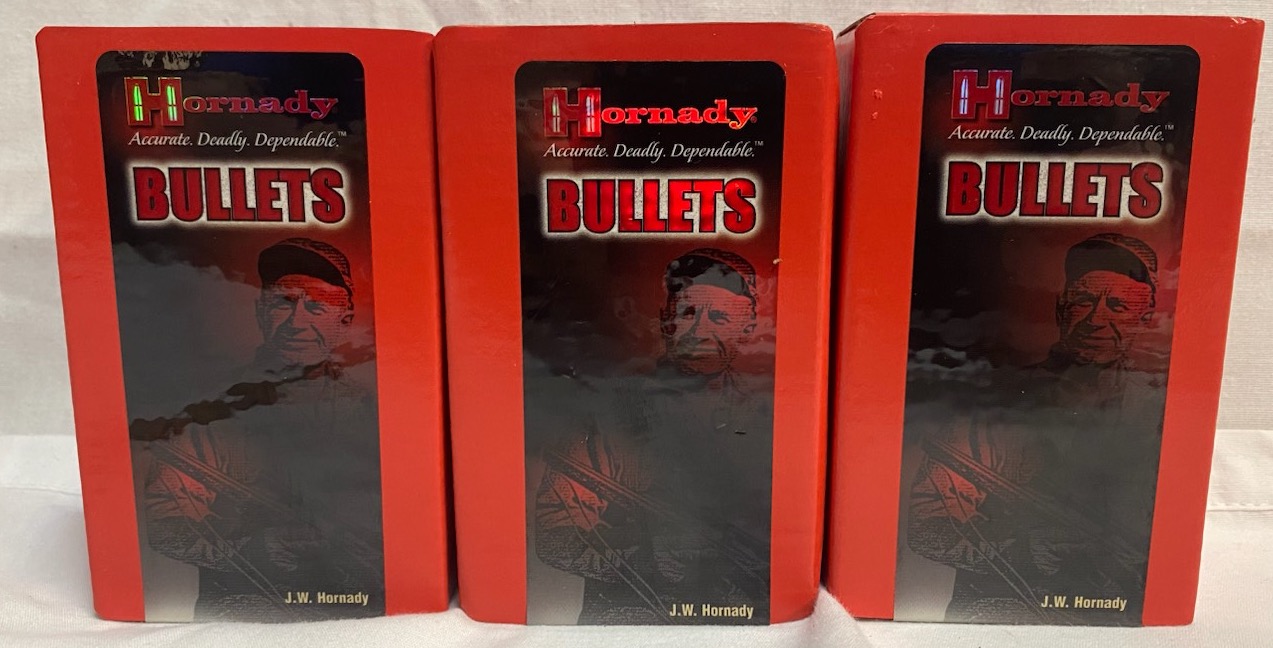 Hornady
Accurate. Deadly. Dependable.™
BULLETS
J.W. Hornady
Hornady
Accurate. Deadly. Dependable.™
BULLETS
J.W. Hornady
Hornady
Accurate. Deadly. Dependable.™
BULLETS
J.W. Hornady